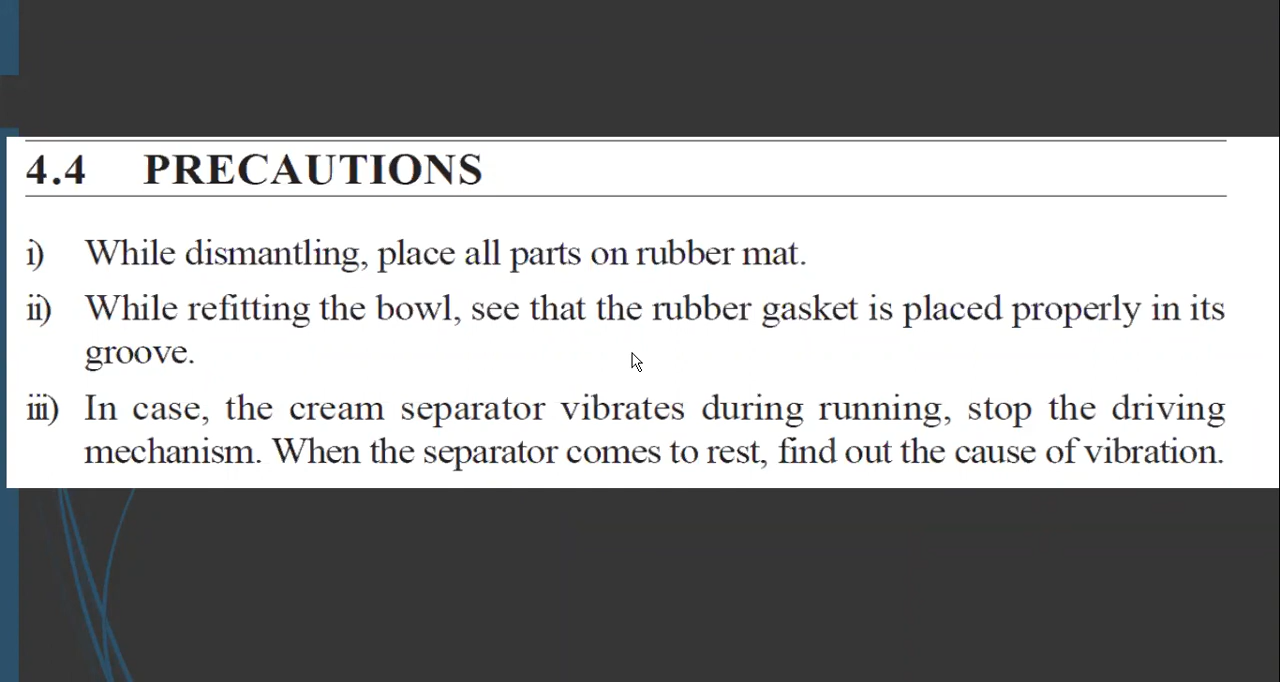 4.4 PRECAUTIONS
i) While dismantling, place all parts on rubber mat.
ii) While refitting the bowl, see that the rubber gasket is placed properly in its
groove.
iii) In case, the cream separator vibrates during running, stop the driving
mechanism. When the separator comes to rest, find out the cause of vibration.